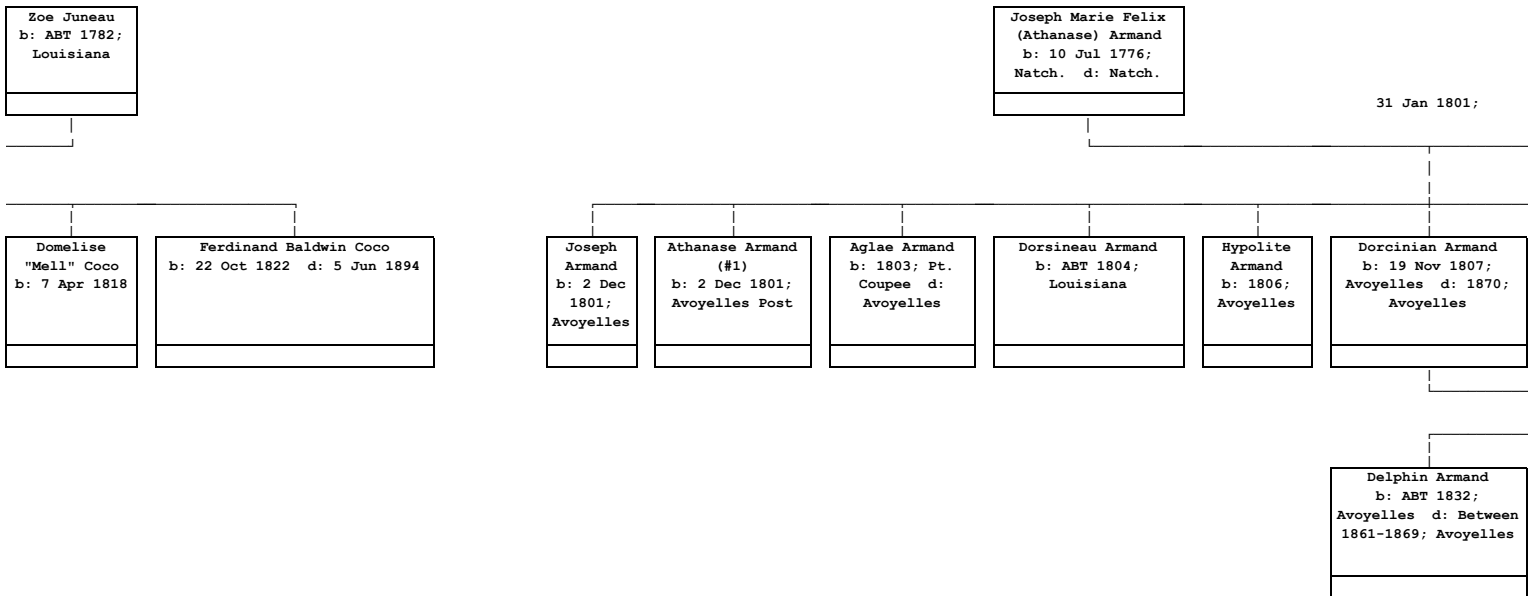 Zoe Juneau
b: ABT 1782;
Louisiana
Joseph Marie Felix
(Athanase) Armand
b: 10 Jul 1776;
Natch.  d: Natch.
31 Jan 1801;
Domelise
"Mell" Coco
b: 7 Apr 1818
Ferdinand Baldwin Coco
b: 22 Oct 1822  d: 5 Jun 1894
Joseph
Armand
b: 2 Dec
1801;
Avoyelles
Athanase Armand
(#1)
b: 2 Dec 1801;
Avoyelles Post
Aglae Armand
b: 1803; Pt.
Coupee  d:
Avoyelles
Dorsineau Armand
b: ABT 1804;
Louisiana
Hypolite
Armand
b: 1806;
Avoyelles
Dorcinian Armand
b: 19 Nov 1807;
Avoyelles  d: 1870;
Avoyelles
Delphin Armand
b: ABT 1832;
Avoyelles  d: Between
1861-1869; Avoyelles